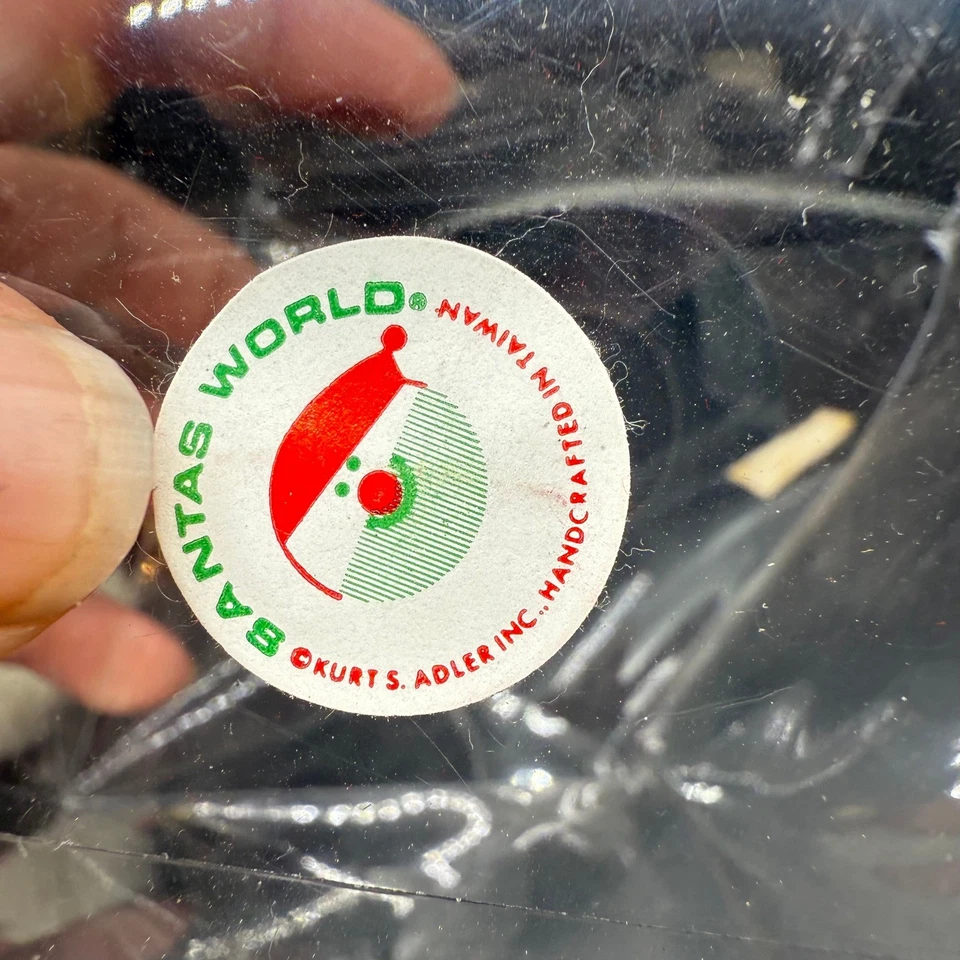 SANTAS WORLD®
©KURT S. ADLER INC., HANDCRAFTED IN TAIWAN